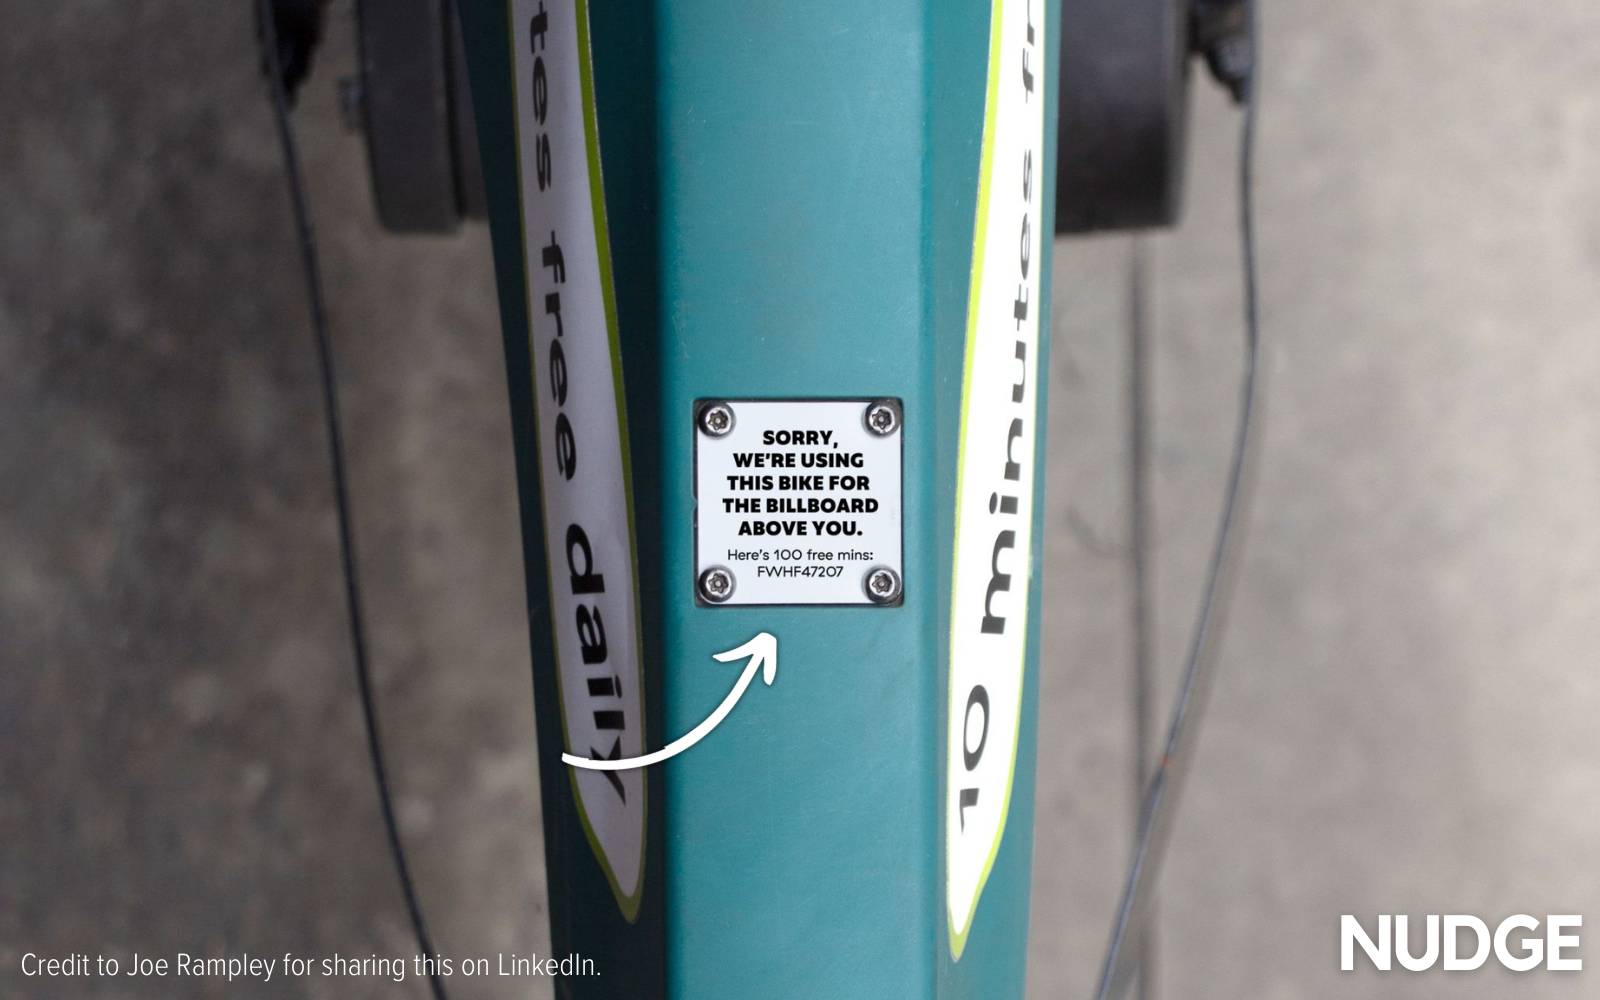 tes free daily
10 minutes fr
SORRY,
WE'RE USING
THIS BIKE FOR
THE BILLBOARD
ABOVE YOU.
Here's 100 free mins:
FWHF47207
Credit to Joe Rampley for sharing this on LinkedIn.
NUDGE